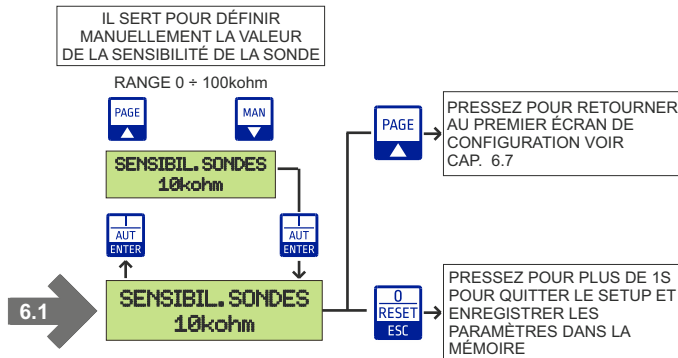 IL SERT POUR DÉFINIR
MANUELLEMENT LA VALEUR
DE LA SENSIBILITÉ DE LA SONDE
RANGE 0 ÷ 100kohm
PAGE
MAN
SENSIBIL.SONDES
10kohm
I
AUT
ENTER
I
AUT
ENTER
6.1
SENSIBIL.SONDES
10kohm
PAGE
PRESSEZ POUR RETOURNER
AU PREMIER ÉCRAN DE
CONFIGURATION VOIR
CAP. 6.7
0
RESET
ESC
PRESSEZ POUR PLUS DE 1S
POUR QUITTER LE SETUP ET
ENREGISTRER LES
PARAMÈTRES DANS LA
MÉMOIRE